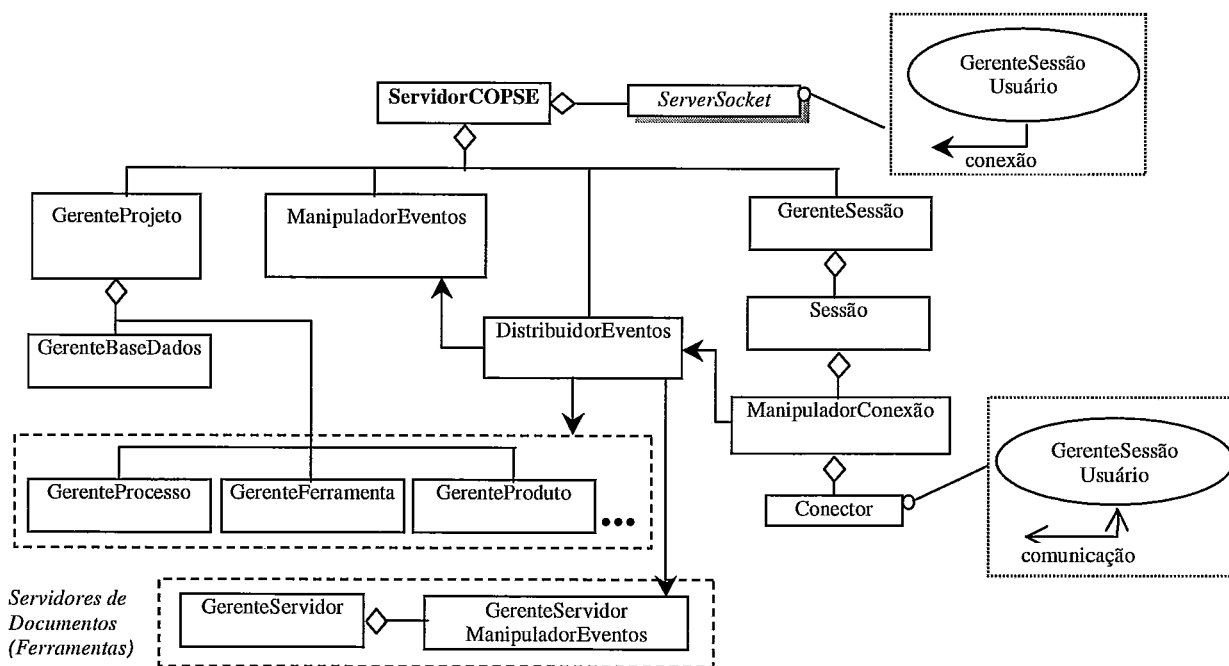 GerenteSessão
Usuário
conexão
ServidorCOPSE
ServerSocket
GerenteProjeto
ManipuladorEventos
GerenteSessão
Sessão
DistribuidorEventos
GerenteBaseDados
ManipuladorConexão
GerenteProcesso
GerenteFerramenta
GerenteProduto
Conector
GerenteSessão
Usuário
comunicação
Servidores de
Documentos
(Ferramentas)
GerenteServidor
GerenteServidor
ManipuladorEventos